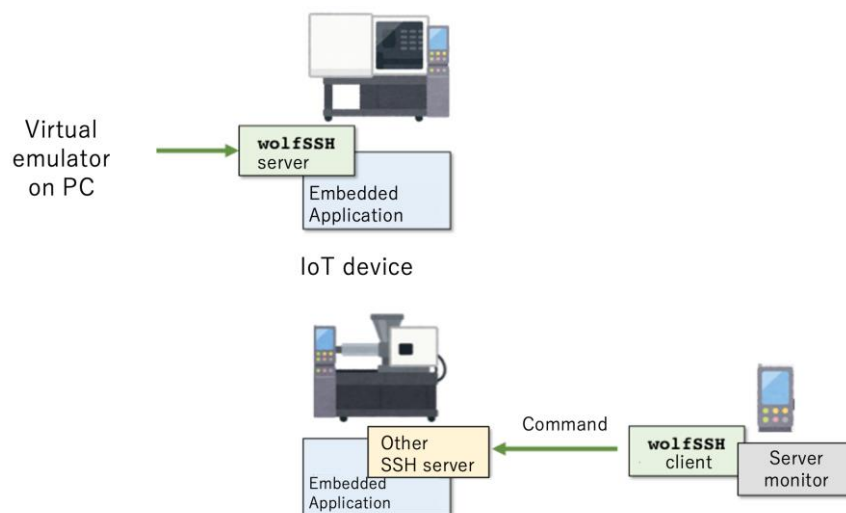 Virtual
emulator
on PC
wolfSSH
server
Embedded
Application
IoT device
Other
SSH server
Embedded
Application
Command
wolfSSH
client
Server
monitor